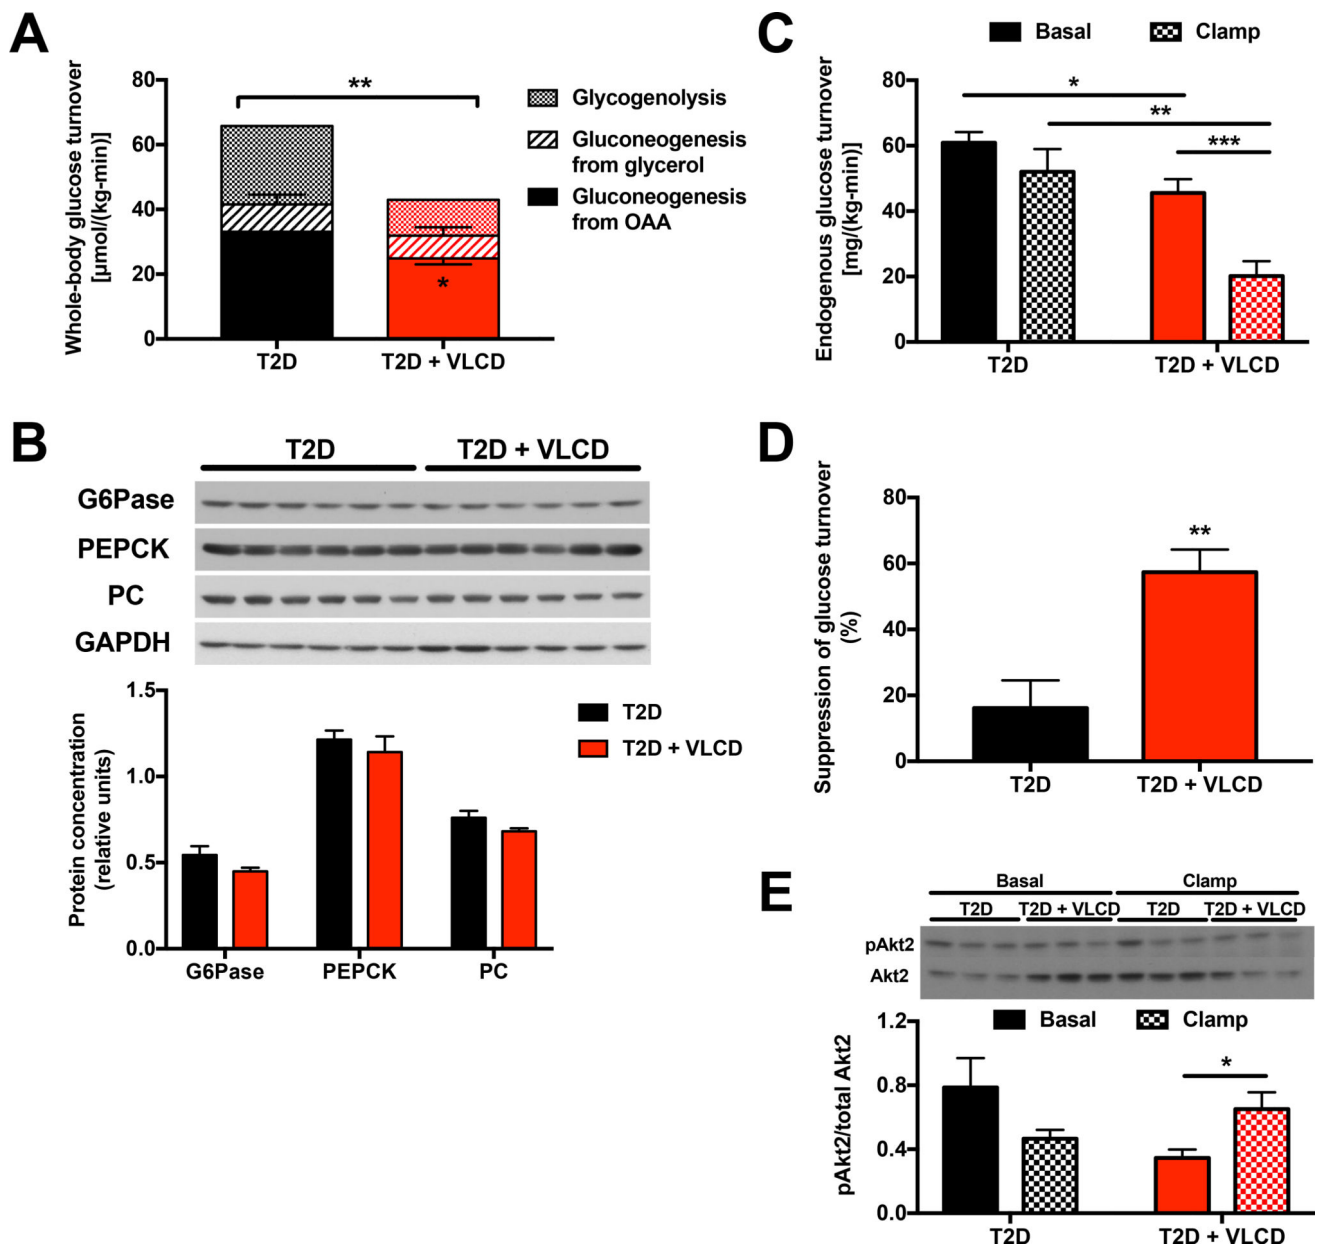 A
Whole-body glucose turnover
[µmol/(kg-min)]
80
60
40
20
0
**
*
T2D
T2D + VLCD
Glycogenolysis
Gluconeogenesis
from glycerol
Gluconeogenesis
from OAA
B
T2D
T2D + VLCD
G6Pase
PEPCK
PC
GAPDH
Protein concentration
(relative units)
1.5
1.0
0.5
0.0
G6Pase
PEPCK
PC
T2D
T2D + VLCD
C
Basal
Clamp
Endogenous glucose turnover
[mg/(kg-min)]
80
60
40
20
0
*
**
***
T2D
T2D + VLCD
D
Suppression of glucose turnover
(%)
80
60
40
20
0
**
T2D
T2D + VLCD
E
Basal
Clamp
T2D
T2D + VLCD
T2D
T2D + VLCD
pAkt2
Akt2
Basal
Clamp
pAkt2/total Akt2
1.2
0.8
0.4
0.0
*
T2D
T2D + VLCD